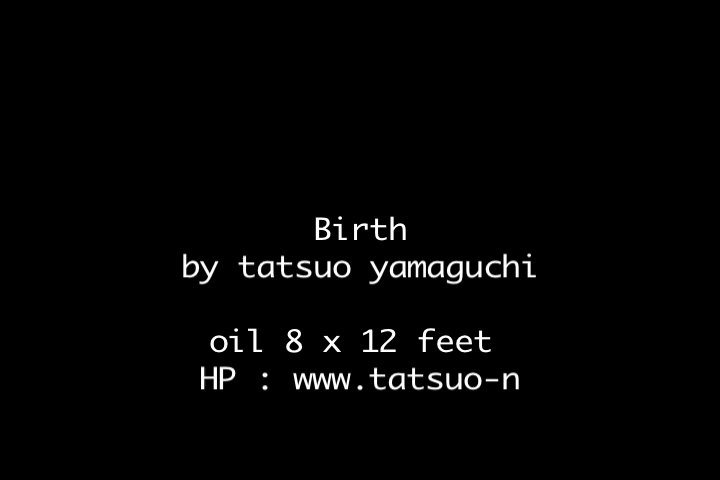 Birth
by tatsuo yamaguchi
oil 8 x 12 feet
HP : www.tatsuo-n